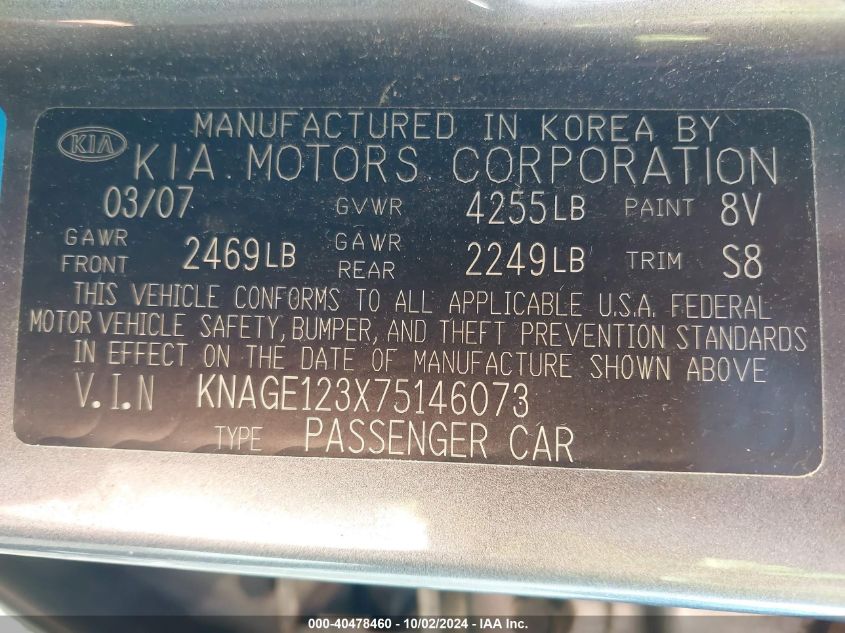 MANUFACTURED IN KOREA BY
KIA KIA MOTORS CORPORATION
03/07 GVWR 4255LB PAINT 8V
GAWR FRONT 2469LB GAWR REAR 2249LB TRIM S8
THIS VEHICLE CONFORMS TO ALL APPLICABLE U.S.A. FEDERAL
MOTOR VEHICLE SAFETY, BUMPER, AND THEFT PREVENTION STANDARDS
IN EFFECT ON THE DATE OF MANUFACTURE SHOWN ABOVE
V.I.N KNAGE123X75146073
TYPE PASSENGER CAR
000-40478460 - 10/02/2024 - IAA Inc.